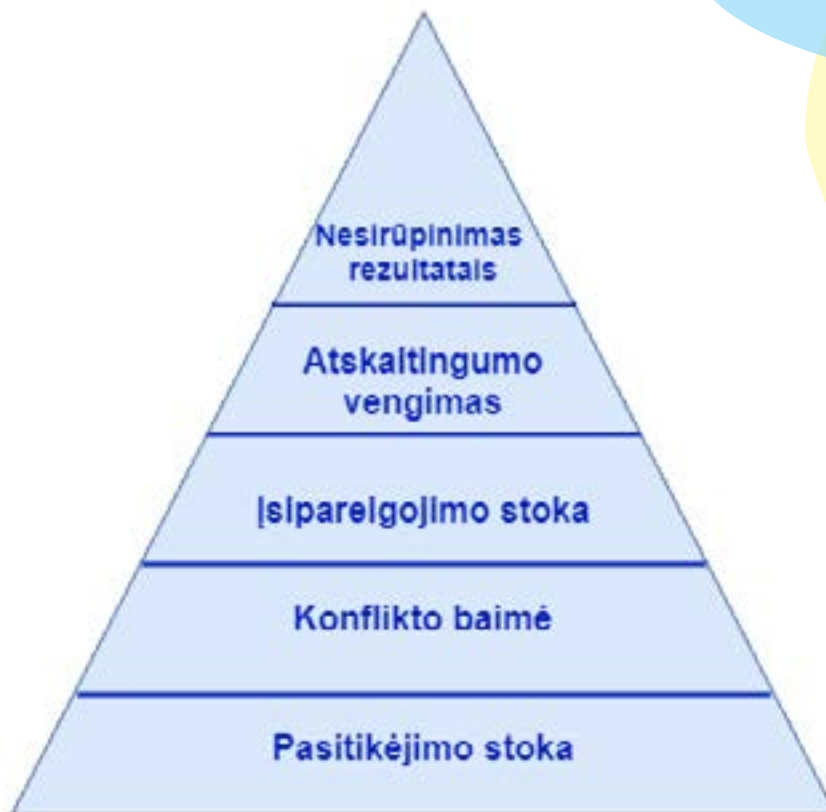 Nesirūpinimas
rezultatais
Atskaitingumo
vengimas
Įsipareigojimo stoka
Konflikto baimė
Pasitikėjimo stoka